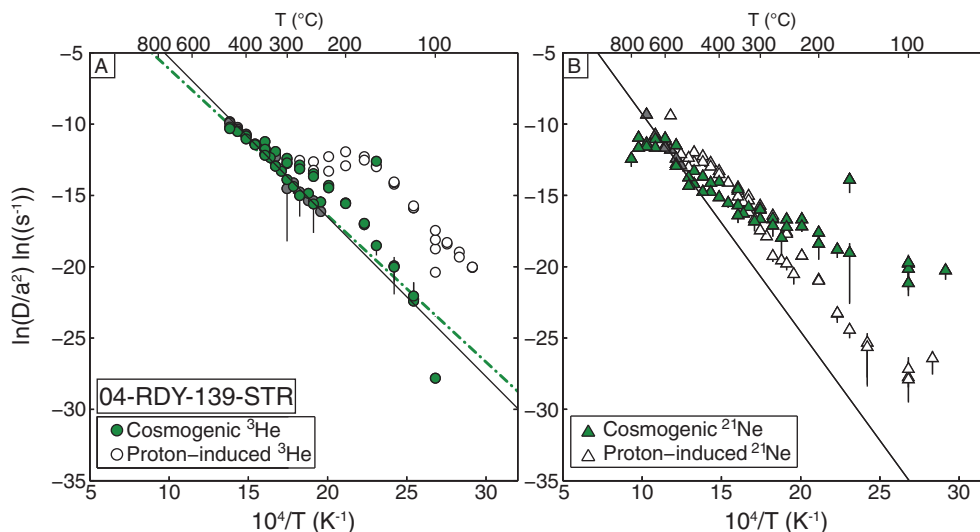 T (°C) T (°C)
800 600 400 300 200 100 800 600 400 300 200 100
−5 A −5 B
−10 −10
−15 −15
−20 −20
−25 −25
−30 −30
−35 −35
ln(D/a²) ln((s⁻¹)
04-RDY-139-STR
Cosmogenic ³He
Proton−induced ³He
Cosmogenic ²¹Ne
Proton−induced ²¹Ne
5 10 15 20 25 30 5 10 15 20 25 30
10⁴/T (K⁻¹) 10⁴/T (K⁻¹)